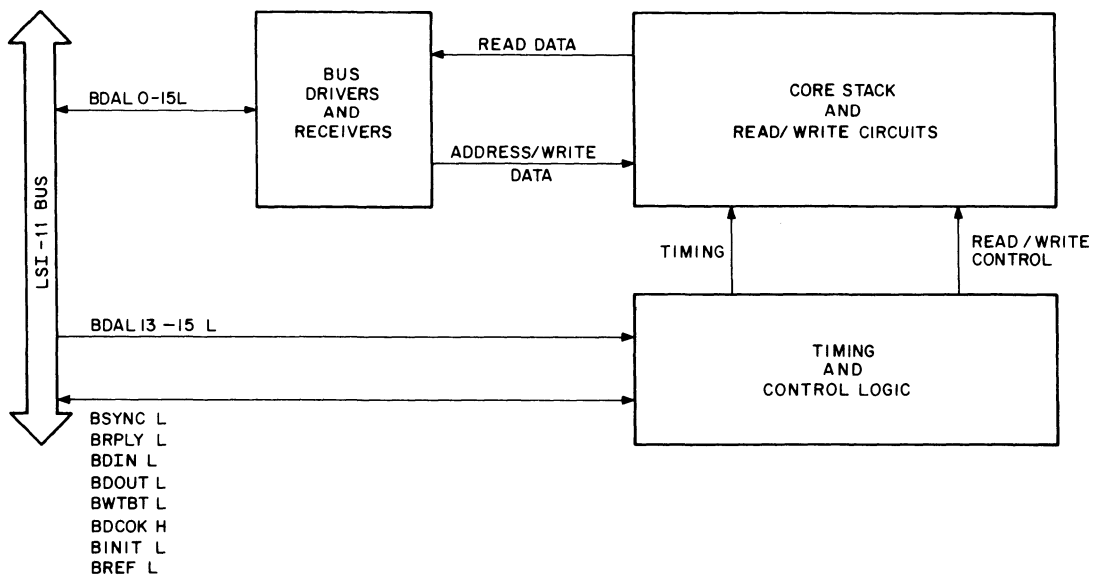 READ DATA
BUS
DRIVERS
AND
RECEIVERS
CORE STACK
AND
READ/WRITE CIRCUITS
BDAL 0-15L
ADDRESS/WRITE
DATA
LSI-11 BUS
TIMING
READ/WRITE
CONTROL
BDAL 13-15 L
TIMING
AND
CONTROL LOGIC
BSYNC L
BRPLY L
BDIN L
BDOUT L
BWTBT L
BDCOK H
BINIT L
BREF L